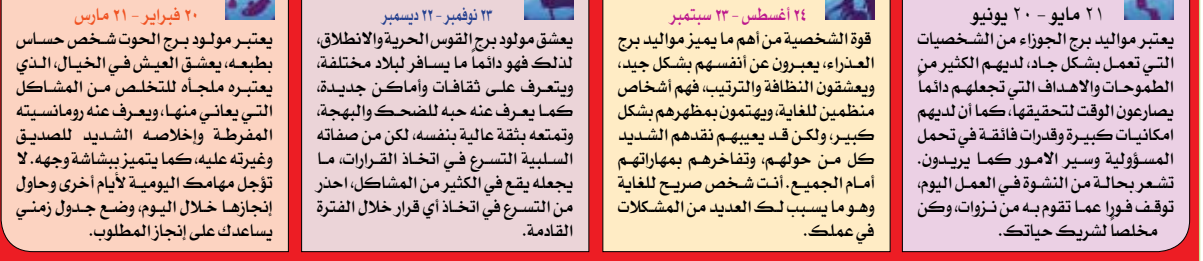 ٢١ مايو - ٢٠ يونيو
يعتبر مواليد برج الجوزاء من الشخصيات
التي تعمل بشكل جاد، لديهم الكثير من
الطموحات والاهداف التي تجعلهم دائماً
يصارعون الوقت لتحقيقها، كما أن لديهم
امكانيات كبيرة وقدرات فائقة في تحمل
المسؤولية وسير الامور كما يريدون.
تشعر بحالة من النشوة في العمل اليوم،
توقف فورا عما تقوم به من نزوات، وكن
مخلصاً لشريك حياتك.
٢٤ أغسطس - ٢٣ سبتمبر
قوة الشخصية من أهم ما يميز مواليد برج
العذراء، يعبرون عن أنفسهم بشكل جيد،
ويعشقون النظافة والترتيب، فهم أشخاص
منظمين للغاية، ويهتمون بمظهرهم بشكل
كبير، ولكن قد يعيبهم نقدهم الشديد
كل من حولهم، وتفاخرهم بمهاراتهم
أمام الجميع. أنت شخص صريح للغاية
وهو ما يسبب لك العديد من المشكلات
في عملك.
٢٣ نوفمبر - ٢٢ ديسمبر
يعشق مولود برج القوس الحرية والانطلاق،
لذلك فهو دائماً ما يسافر لبلاد مختلفة،
ويتعرف على ثقافات وأماكن جديدة،
كما يعرف عنه حبه للضحك والبهجة،
وتمتعه بثقة عالية بنفسه، لكن من صفاته
السلبية التسرع في اتخاذ القرارات، ما
يجعله يقع في الكثير من المشاكل، احذر
من التسرع في اتخاذ أي قرار خلال الفترة
القادمة.
٢٠ فبراير - ٢١ مارس
يعتبر مولود برج الحوت شخص حساس
بطبعه، يعشق العيش في الخيال، الذي
يعتبره ملجأه للتخلص من المشاكل
التي يعاني منها، ويعرف عنه رومانسيته
المفرطة وإخلاصه الشديد للصديق
وغيرته عليه، كما يتميز ببشاشة وجهه. لا
تؤجل مهامك اليومية لأيام أخرى وحاول
إنجازها خلال اليوم، وضع جدول زمني
يساعدك على إنجاز المطلوب.